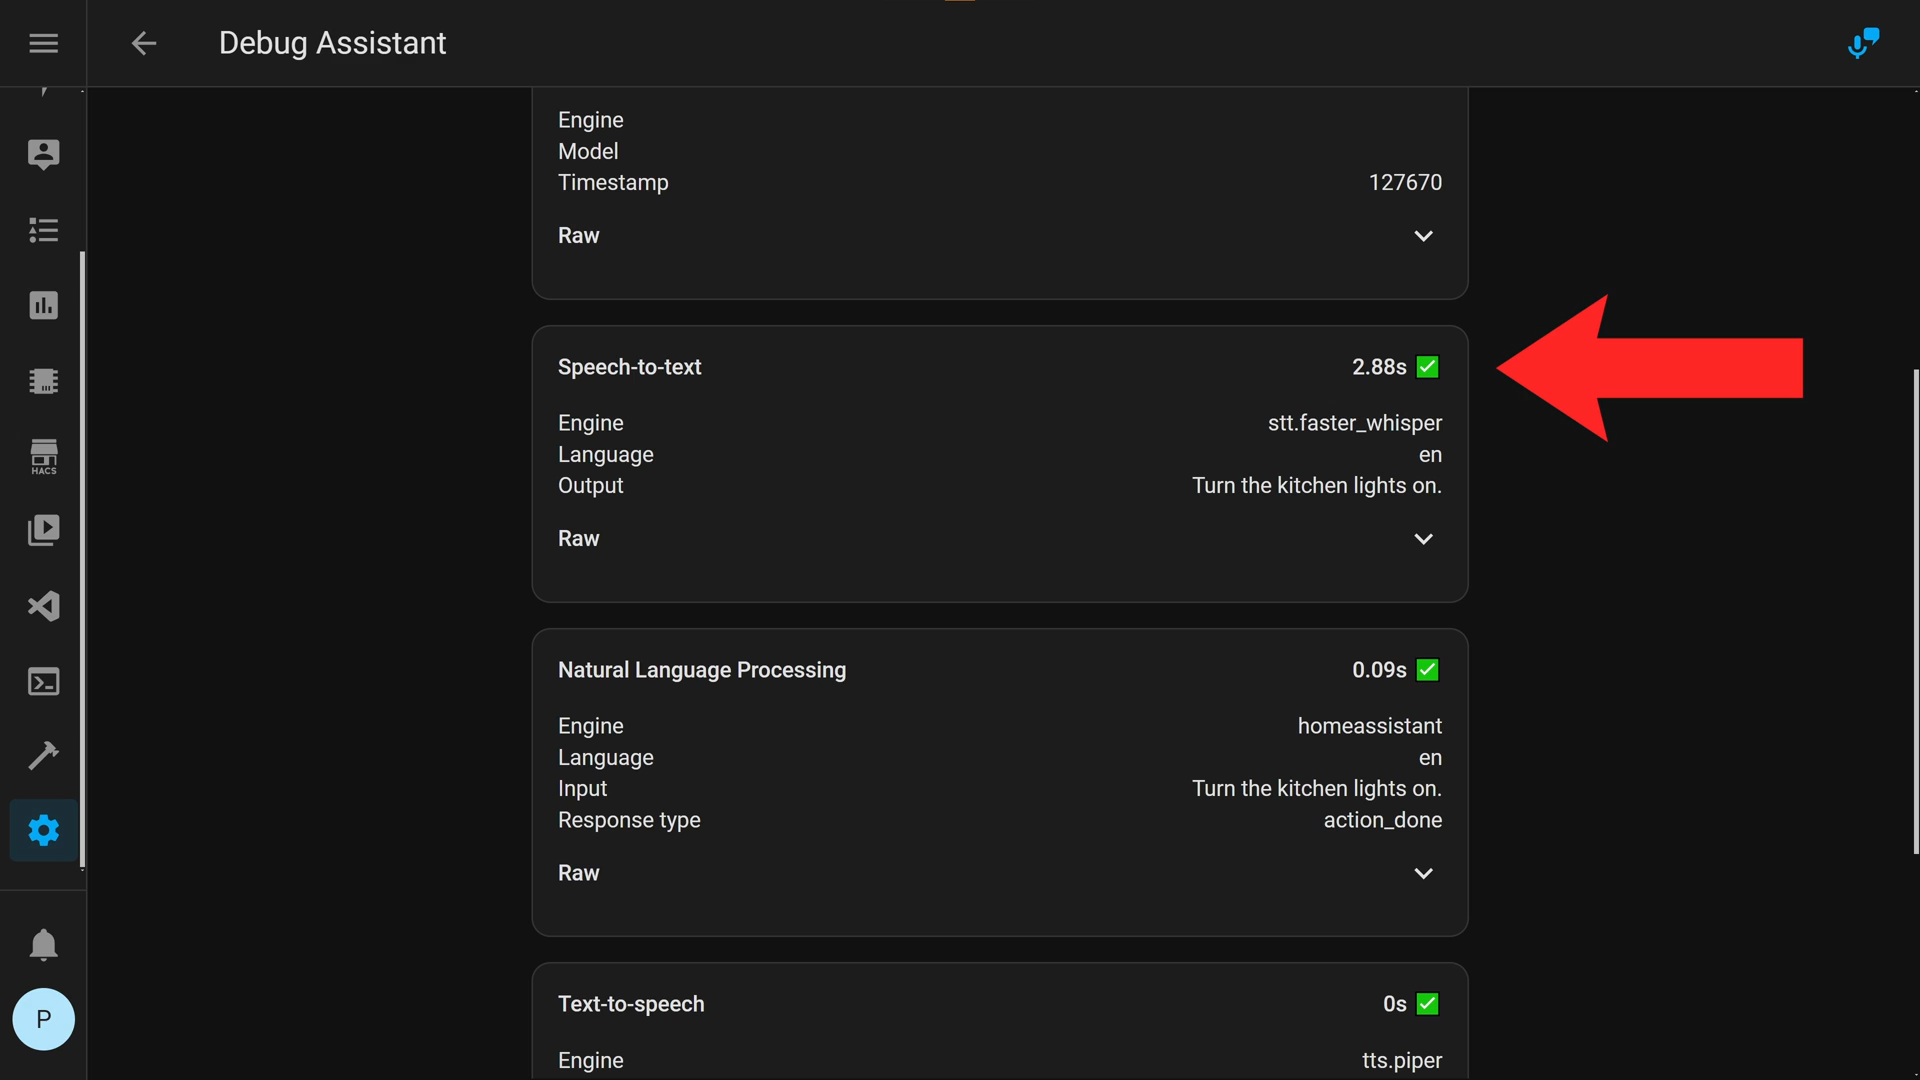 Debug Assistant
Engine
Model
Timestamp 127670
Raw
Speech-to-text 2.88s
Engine stt.faster_whisper
Language en
Output Turn the kitchen lights on.
Raw
Natural Language Processing 0.09s
Engine homeassistant
Language en
Input Turn the kitchen lights on.
Response type action_done
Raw
Text-to-speech 0s
Engine tts.piper
HACS
P